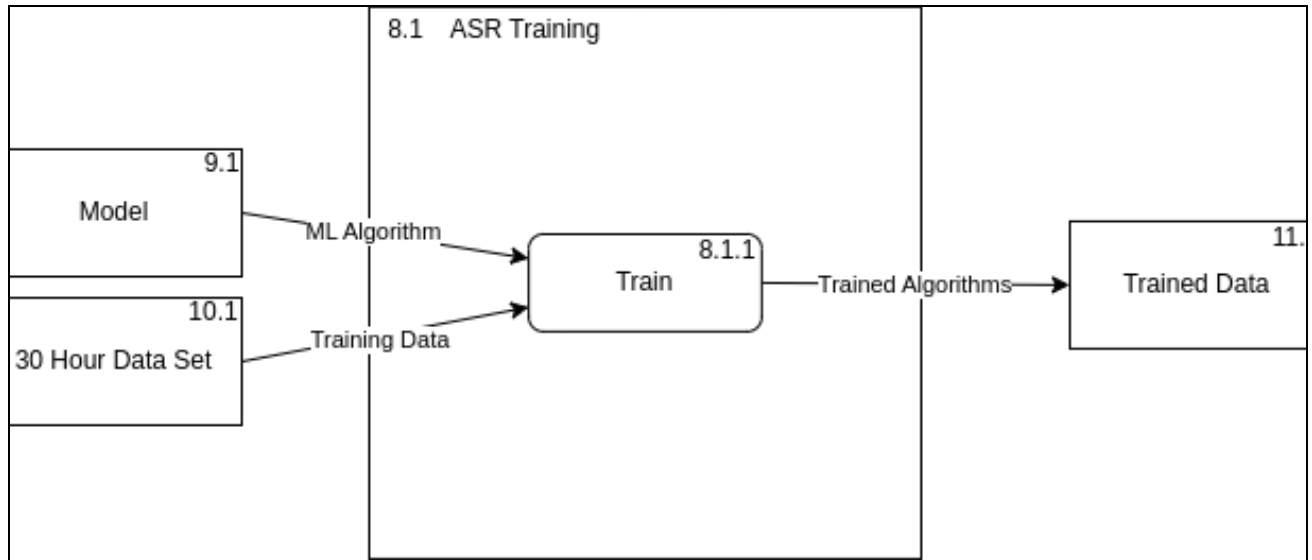 8.1 ASR Training
9.1
Model
ML Algorithm
10.1
30 Hour Data Set
Training Data
8.1.1
Train
Trained Algorithms
11.
Trained Data